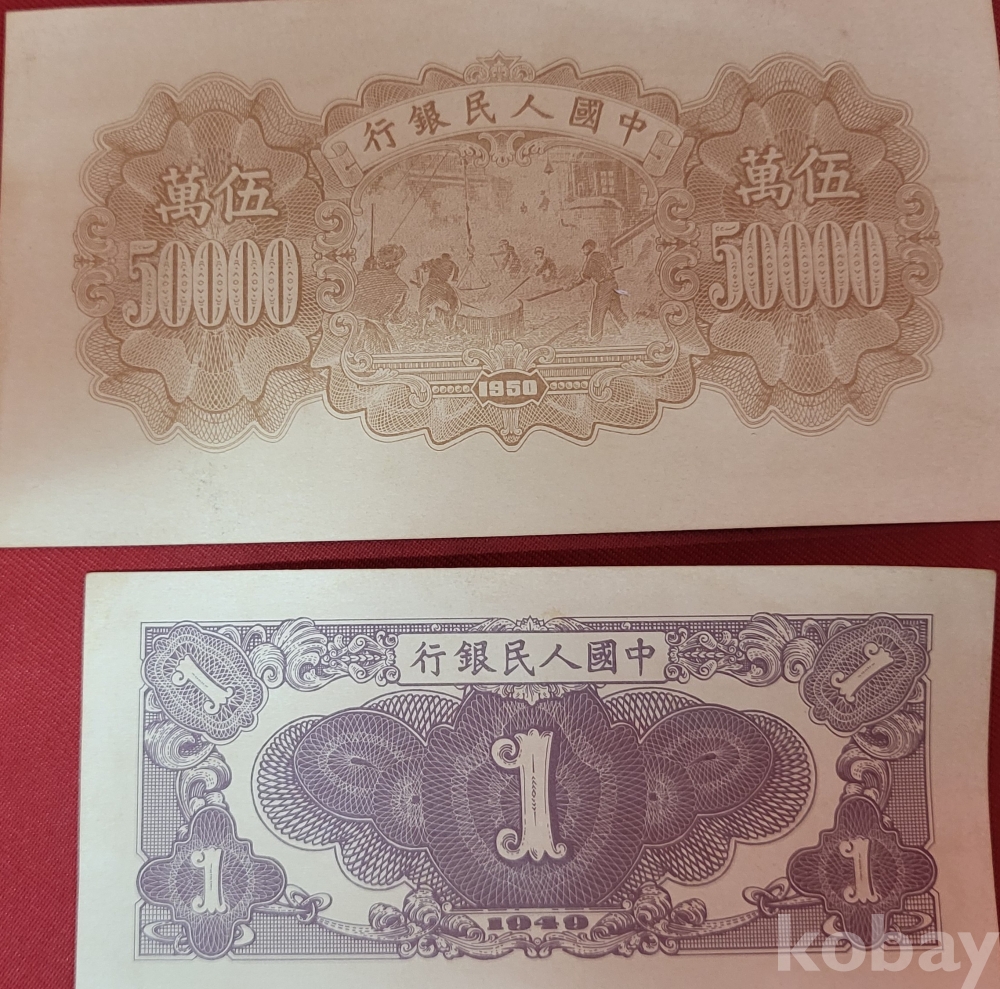 行銀民人國中
萬伍 萬伍
50000 50000
1950
1 行銀民人國中 1
1
1 1
1949
kobay